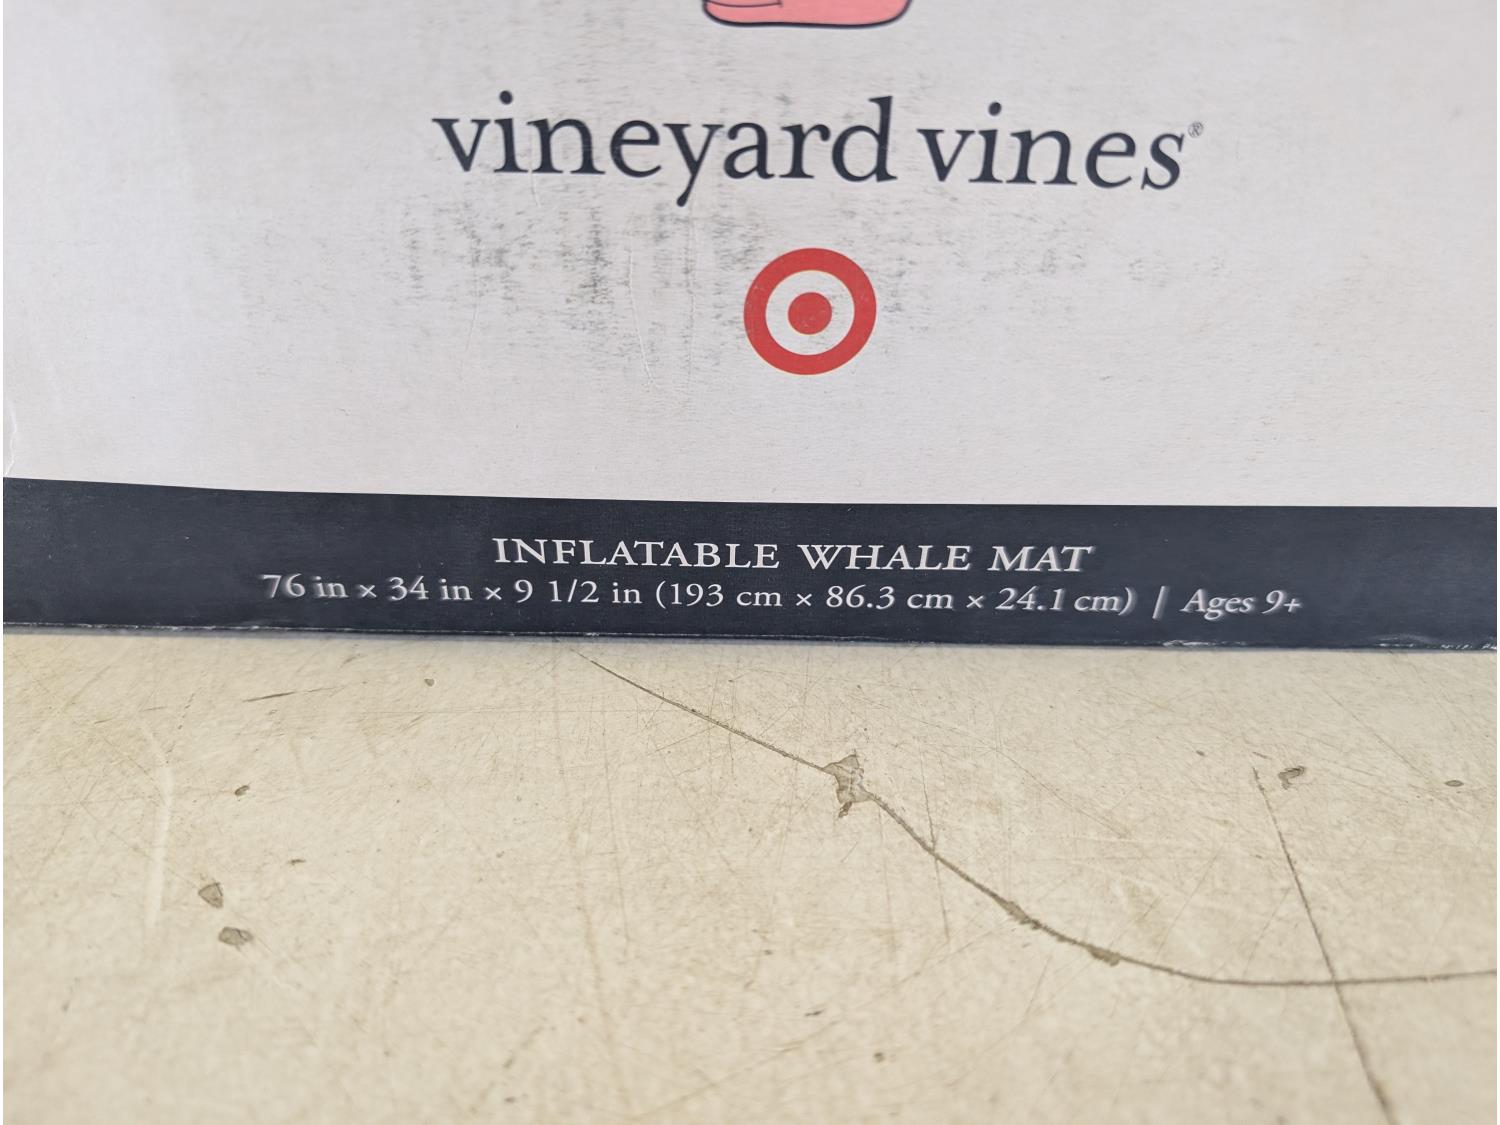 vineyard vines®
INFLATABLE WHALE MAT
76 in × 34 in × 9 1/2 in (193 cm × 86.3 cm × 24.1 cm) | Ages 9+